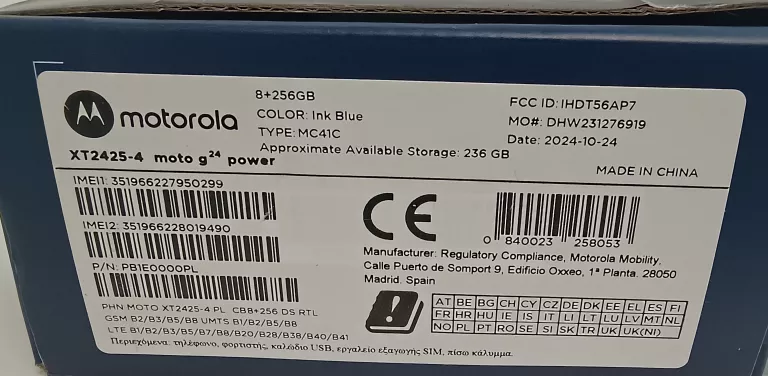 motorola
XT2425-4 moto g24 power
8+256GB
COLOR: Ink Blue
TYPE: MC41C
Approximate Available Storage: 236 GB
FCC ID: IHDT56AP7
MO#: DHW231276919
Date: 2024-10-24
MADE IN CHINA
IMEI1: 351966227950299
IMEI2: 351966228019490
P/N: PB1E0000PL
PHN MOTO XT2425-4 PL CB8+256 DS RTL
GSM B2/B3/B5/B8 UMTS B1/B2/B5/B8
LTE B1/B2/B3/B5/B7/B8/B20/B28/B38/B40/B41
Περιεχόμενα: τηλέφωνο, φορτιστής, καλώδιο USB, εργαλείο εξαγωγής SIM, πίσω κάλυμμα.
CE
0 840023 258053
Manufacturer: Regulatory Compliance, Motorola Mobility,
Calle Puerto de Somport 9, Edificio Oxxeo, 1ª Planta. 28050
Madrid. Spain
AT BE BG CH CY CZ DE DK EE EL ES FI
FR HR HU IE IS IT LI LT LU LV MT NL
NO PL PT RO SE SI SK TR UK UK(NI)